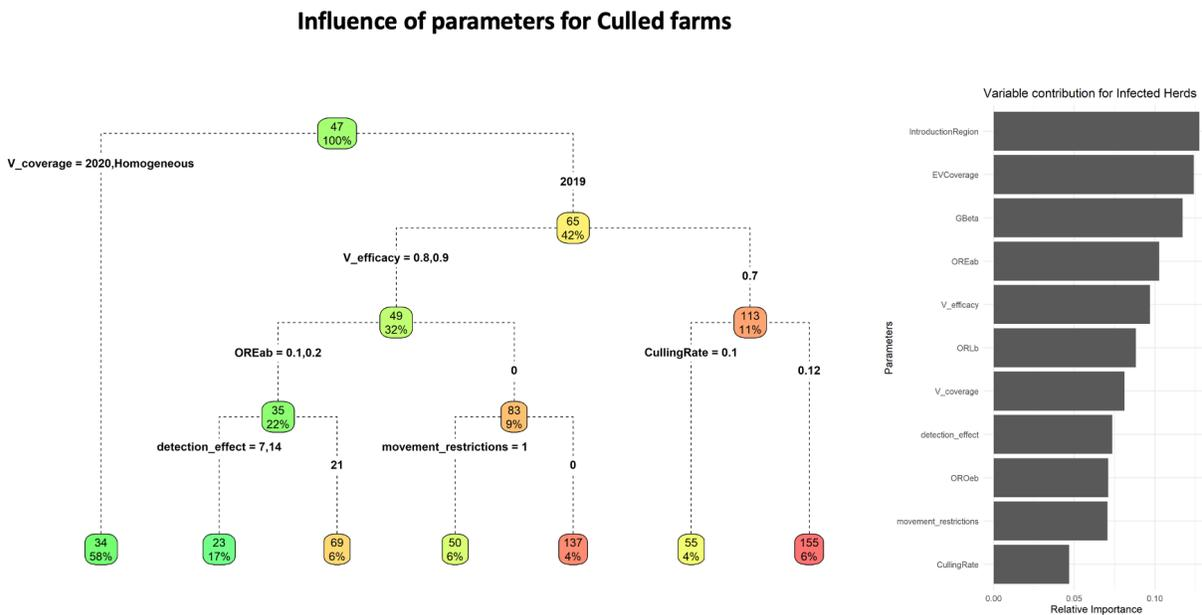 Influence of parameters for Culled farms
47
100%
V_coverage = 2020,Homogeneous
2019
65
42%
V_efficacy = 0.8,0.9
0.7
49
32%
113
11%
OREab = 0.1,0.2
0
CullingRate = 0.1
0.12
35
22%
83
9%
detection_effect = 7,14
21
movement_restrictions = 1
0
34
58%
23
17%
69
6%
50
6%
137
4%
55
4%
155
6%
Variable contribution for Infected Herds
Parameters
IntroductionRegion
EVCoverage
GBeta
OREab
V_efficacy
ORLb
V_coverage
detection_effect
OROeb
movement_restrictions
CullingRate
0.00 0.05 0.10
Relative Importance